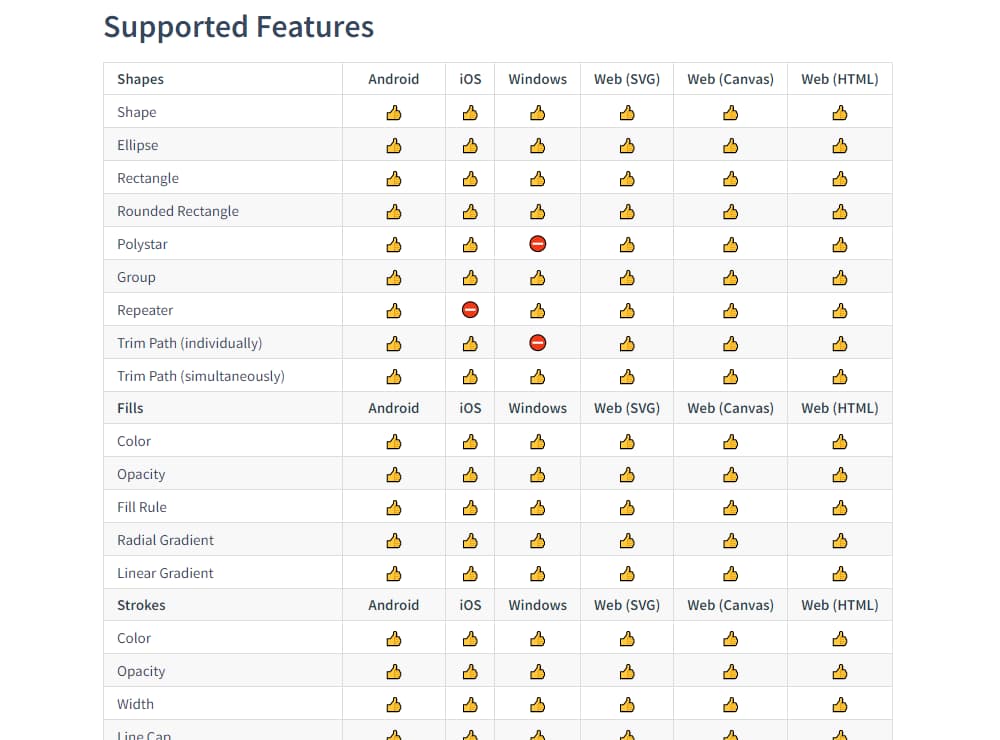 Supported Features
Shapes Android iOS Windows Web (SVG) Web (Canvas) Web (HTML)
Shape
Ellipse
Rectangle
Rounded Rectangle
Polystar
Group
Repeater
Trim Path (individually)
Trim Path (simultaneously)
Fills Android iOS Windows Web (SVG) Web (Canvas) Web (HTML)
Color
Opacity
Fill Rule
Radial Gradient
Linear Gradient
Strokes Android iOS Windows Web (SVG) Web (Canvas) Web (HTML)
Color
Opacity
Width
Line Cap